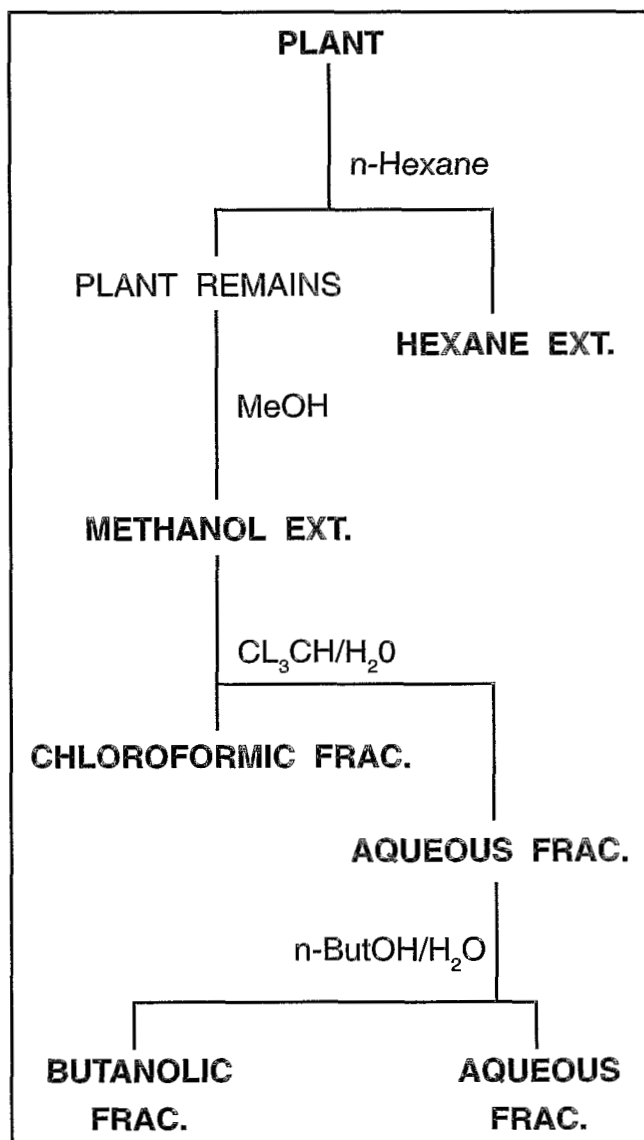 PLANT
n-Hexane
PLANT REMAINS
HEXANE EXT.
MeOH
METHANOL EXT.
CL₃CH/H₂0
CHLOROFORMIC FRAC.
AQUEOUS FRAC.
n-ButOH/H₂O
BUTANOLIC AQUEOUS
FRAC. FRAC.